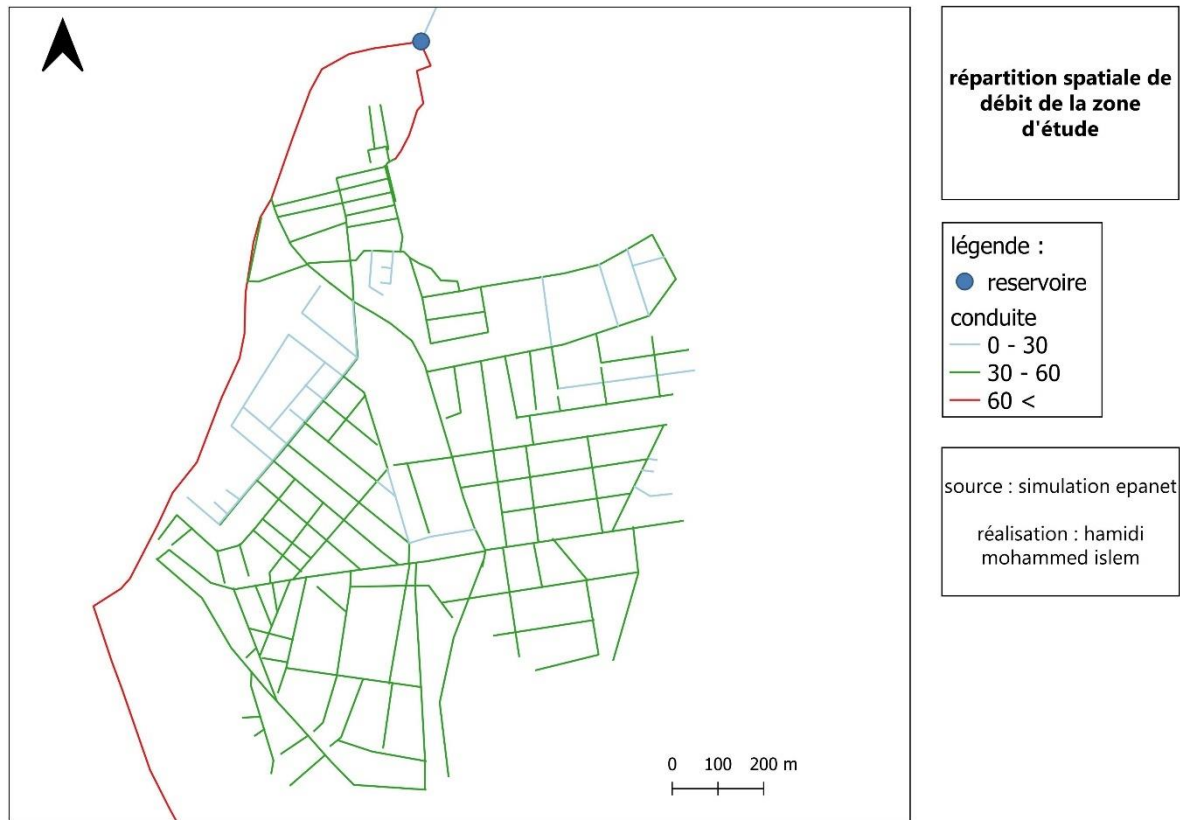 répartition spatiale de
débit de la zone
d'étude
légende :
reservoire
conduite
0 - 30
30 - 60
60 <
source : simulation epanet
réalisation : hamidi
mohammed islem
0 100 200 m